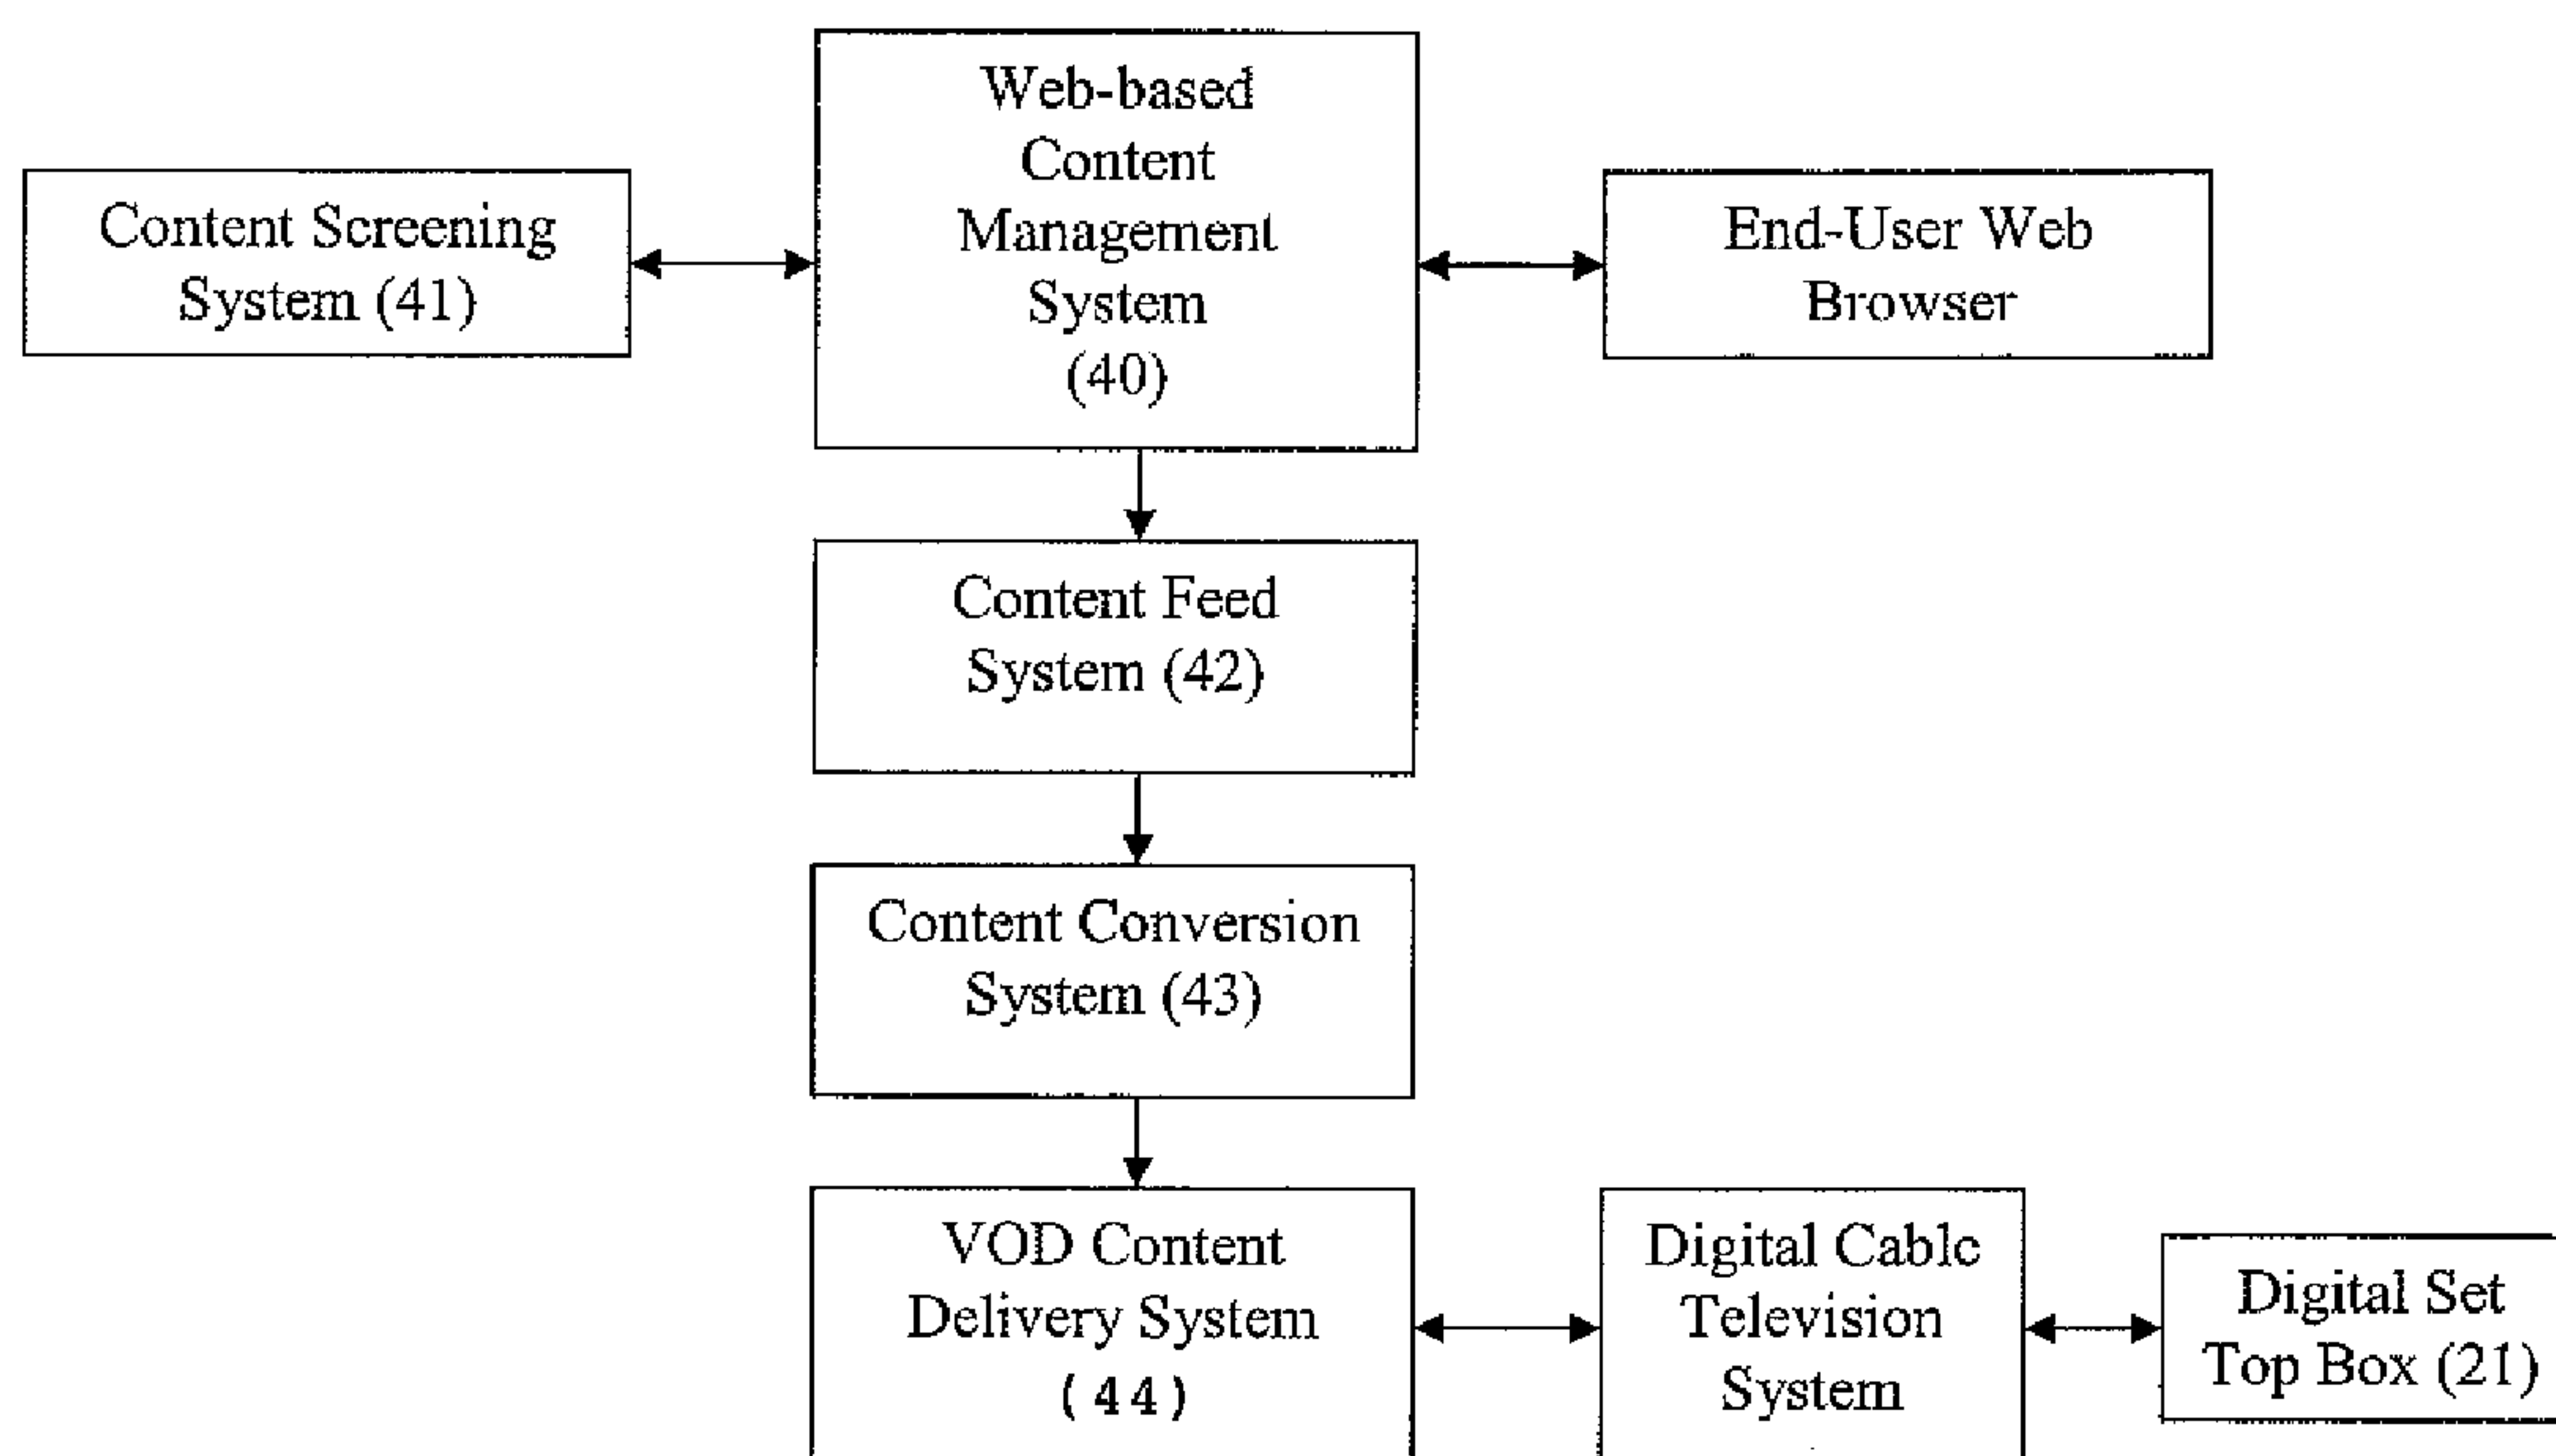 Web-based
Content
Management
System
(40)
Content Screening
System (41)
End-User Web
Browser
Content Feed
System (42)
Content Conversion
System (43)
VOD Content
Delivery System
(44)
Digital Cable
Television
System
Digital Set
Top Box (21)